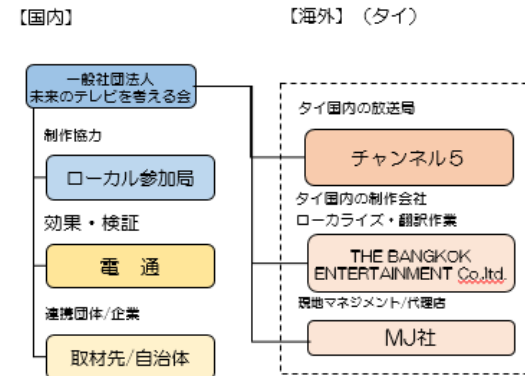 【国内】
【海外】（タイ）
一般社団法人
未来のテレビを考える会
制作協力
ローカル参加局
効果・検証
電　通
連携団体/企業
取材先/自治体
タイ国内の放送局
チャンネル５
タイ国内の制作会社
ローカライズ・翻訳作業
THE BANGKOK
ENTERTAINMENT Co.ltd.
現地マネジメント/代理店
MJ社